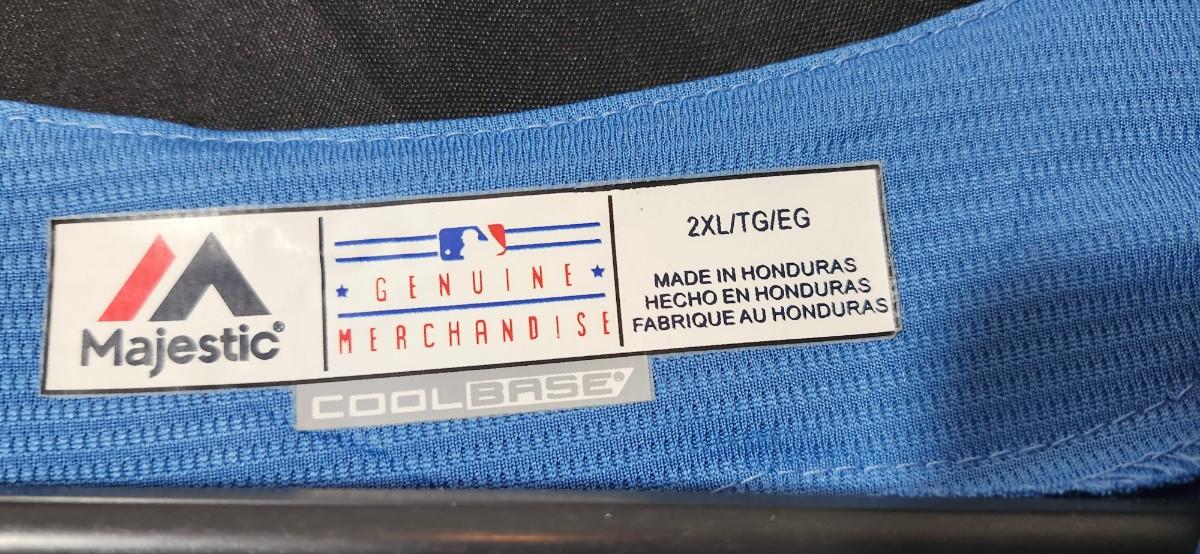 Majestic®
GENUINE
MERCHANDISE
2XL/TG/EG
MADE IN HONDURAS
HECHO EN HONDURAS
FABRIQUE AU HONDURAS
COOLBASE®